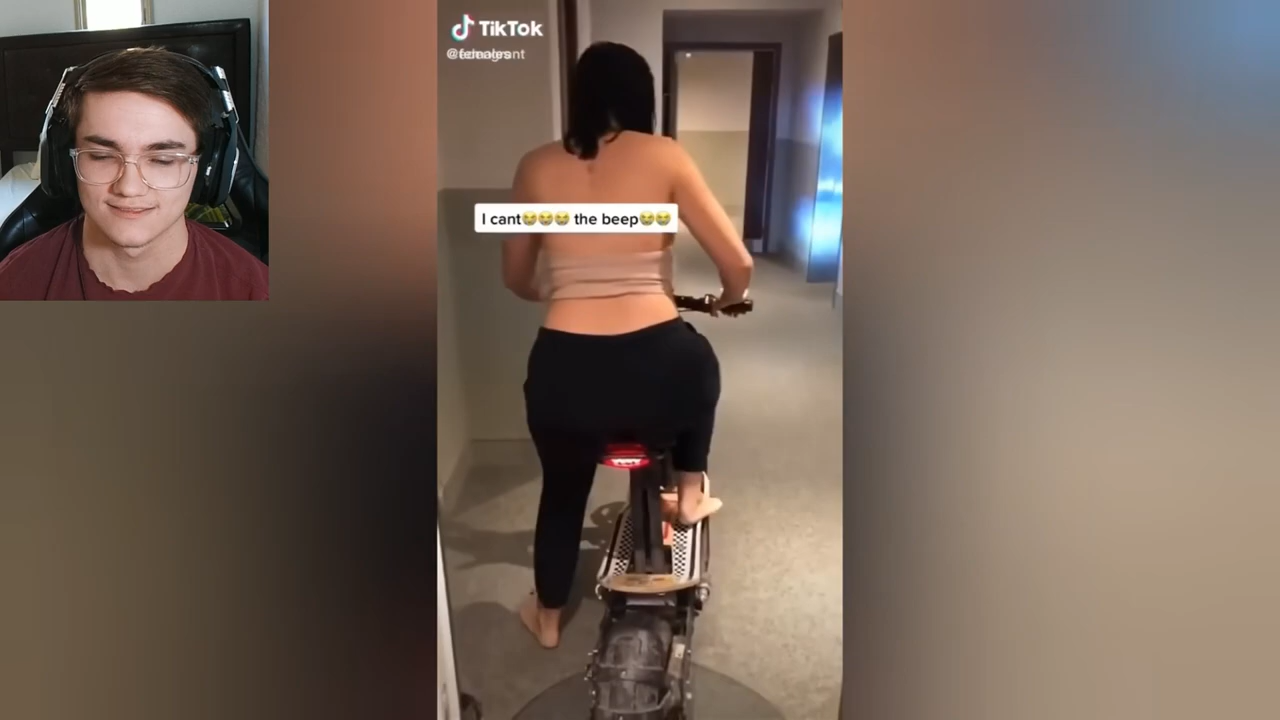 TikTok
I cant😭😭😭 the beep😭😭